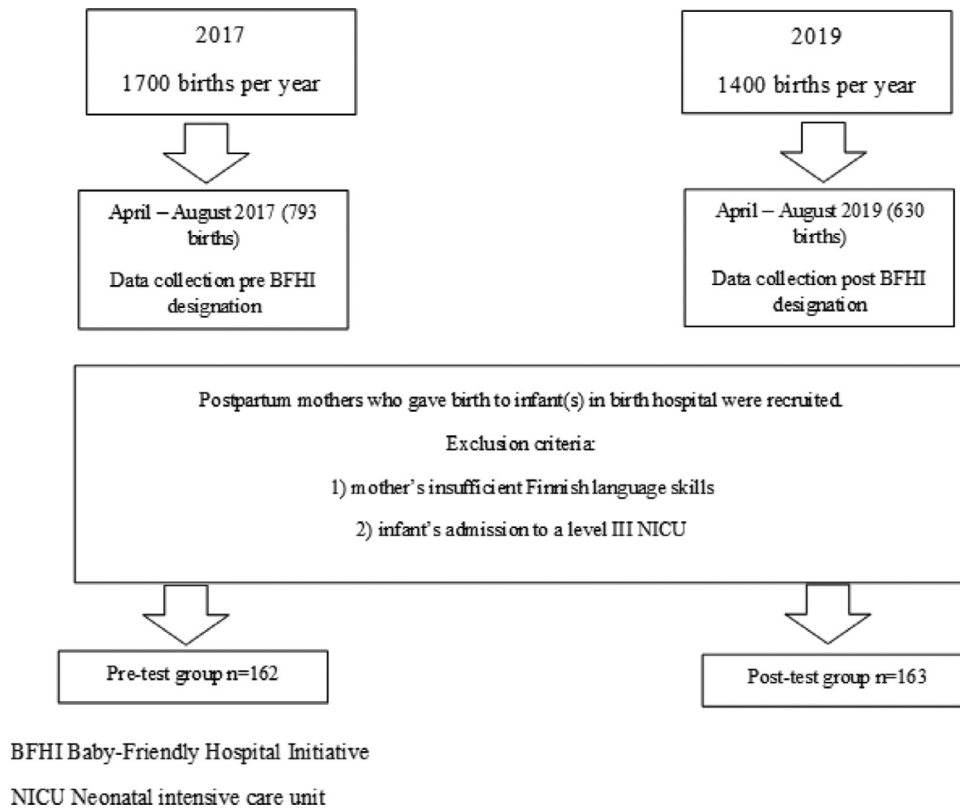 2017
1700 births per year
2019
1400 births per year
April – August 2017 (793
births)
Data collection pre BFHI
designation
April – August 2019 (630
births)
Data collection post BFHI
designation
Postpartum mothers who gave birth to infant(s) in birth hospital were recruited.
Exclusion criteria:
1) mother's insufficient Finnish language skills
2) infant's admission to a level III NICU
Pre-test group n=162
Post-test group n=163
BFHI Baby-Friendly Hospital Initiative
NICU Neonatal intensive care unit